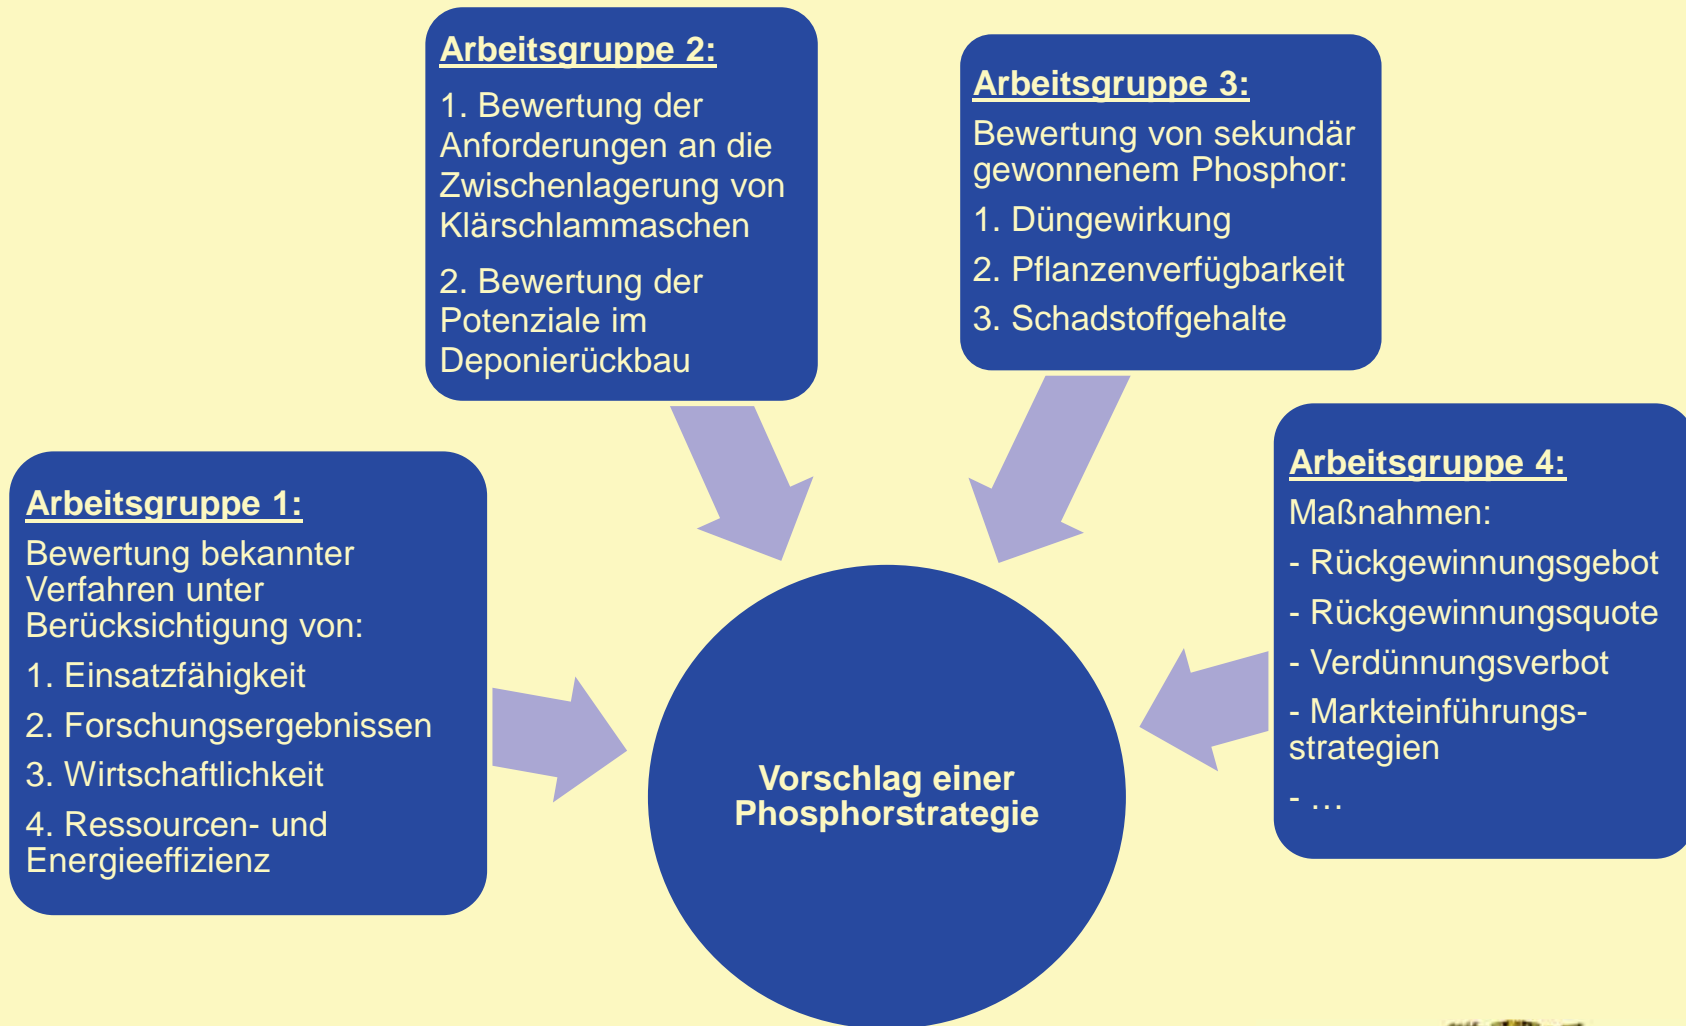 Arbeitsgruppe 1:
Bewertung bekannter
Verfahren unter
Berücksichtigung von:
1. Einsatzfähigkeit
2. Forschungsergebnissen
3. Wirtschaftlichkeit
4. Ressourcen- und
Energieeffizienz
Arbeitsgruppe 2:
1. Bewertung der
Anforderungen an die
Zwischenlagerung von
Klärschlammaschen
2. Bewertung der
Potenziale im
Deponierückbau
Arbeitsgruppe 3:
Bewertung von sekundär
gewonnenem Phosphor:
1. Düngewirkung
2. Pflanzenverfügbarkeit
3. Schadstoffgehalte
Arbeitsgruppe 4:
Maßnahmen:
- Rückgewinnungsgebot
- Rückgewinnungsquote
- Verdünnungsverbot
- Markteinführungs-
strategien
- …
Vorschlag einer
Phosphorstrategie